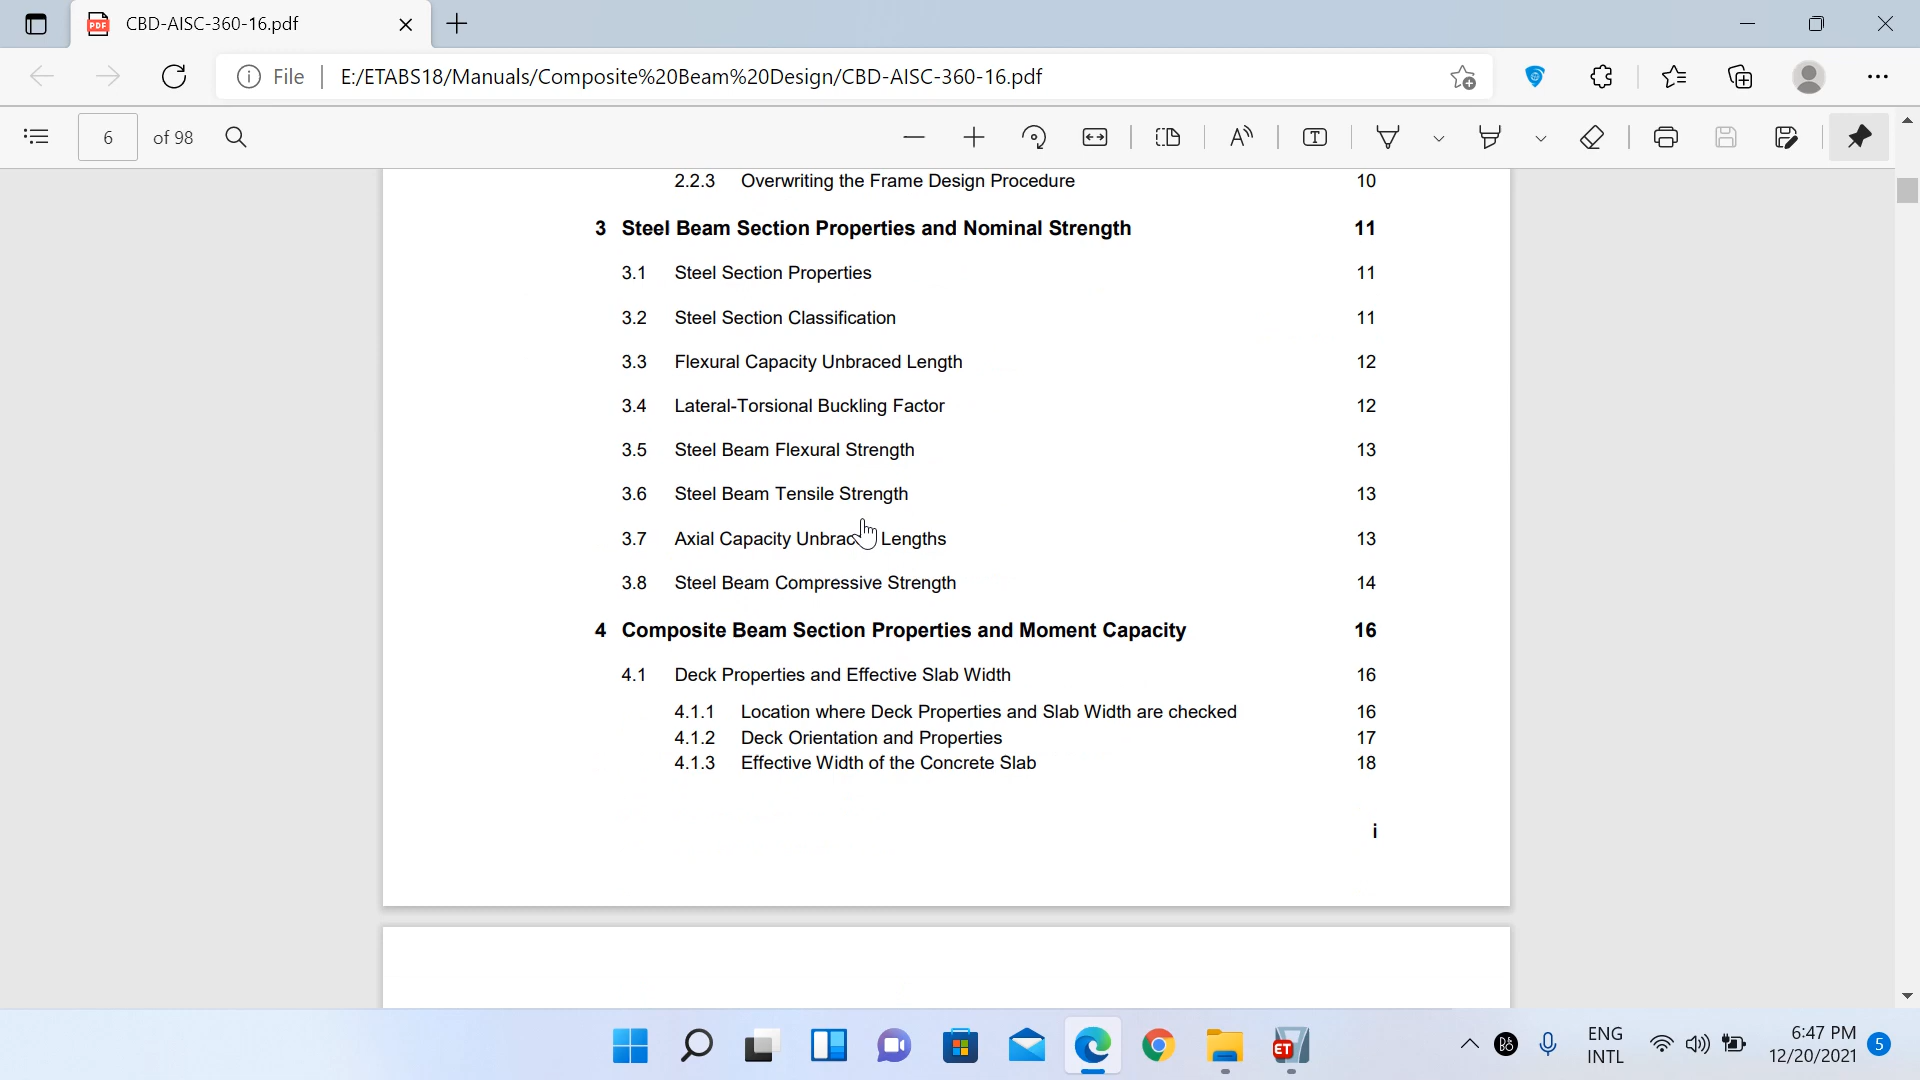 CBD-AISC-360-16.pdf
File
E:/ETABS18/Manuals/Composite%20Beam%20Design/CBD-AISC-360-16.pdf
6 of 98
2.2.3 Overwriting the Frame Design Procedure 10
3 Steel Beam Section Properties and Nominal Strength 11
3.1 Steel Section Properties 11
3.2 Steel Section Classification 11
3.3 Flexural Capacity Unbraced Length 12
3.4 Lateral-Torsional Buckling Factor 12
3.5 Steel Beam Flexural Strength 13
3.6 Steel Beam Tensile Strength 13
3.7 Axial Capacity Unbraced Lengths 13
3.8 Steel Beam Compressive Strength 14
4 Composite Beam Section Properties and Moment Capacity 16
4.1 Deck Properties and Effective Slab Width 16
4.1.1 Location where Deck Properties and Slab Width are checked 16
4.1.2 Deck Orientation and Properties 17
4.1.3 Effective Width of the Concrete Slab 18
i
ET
ENG
INTL
6:47 PM
12/20/2021
5